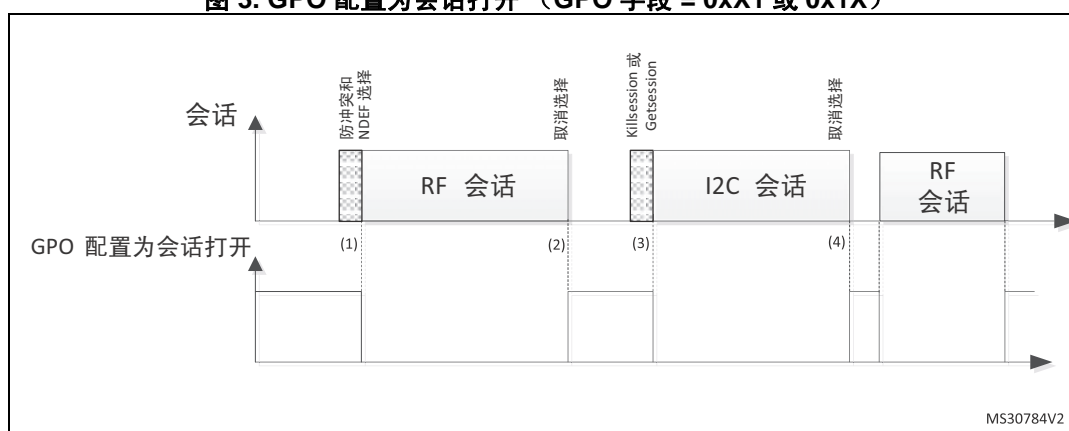 图 3. GPO 配置为会话打开 （GPO 字段 = 0xX1 或 0x1X）
会话
防冲突和
NDEF 选择
取消选择
Killsession 或
Getsession
取消选择
RF 会话
I2C 会话
RF
会话
GPO 配置为会话打开
(1)
(2)
(3)
(4)
MS30784V2